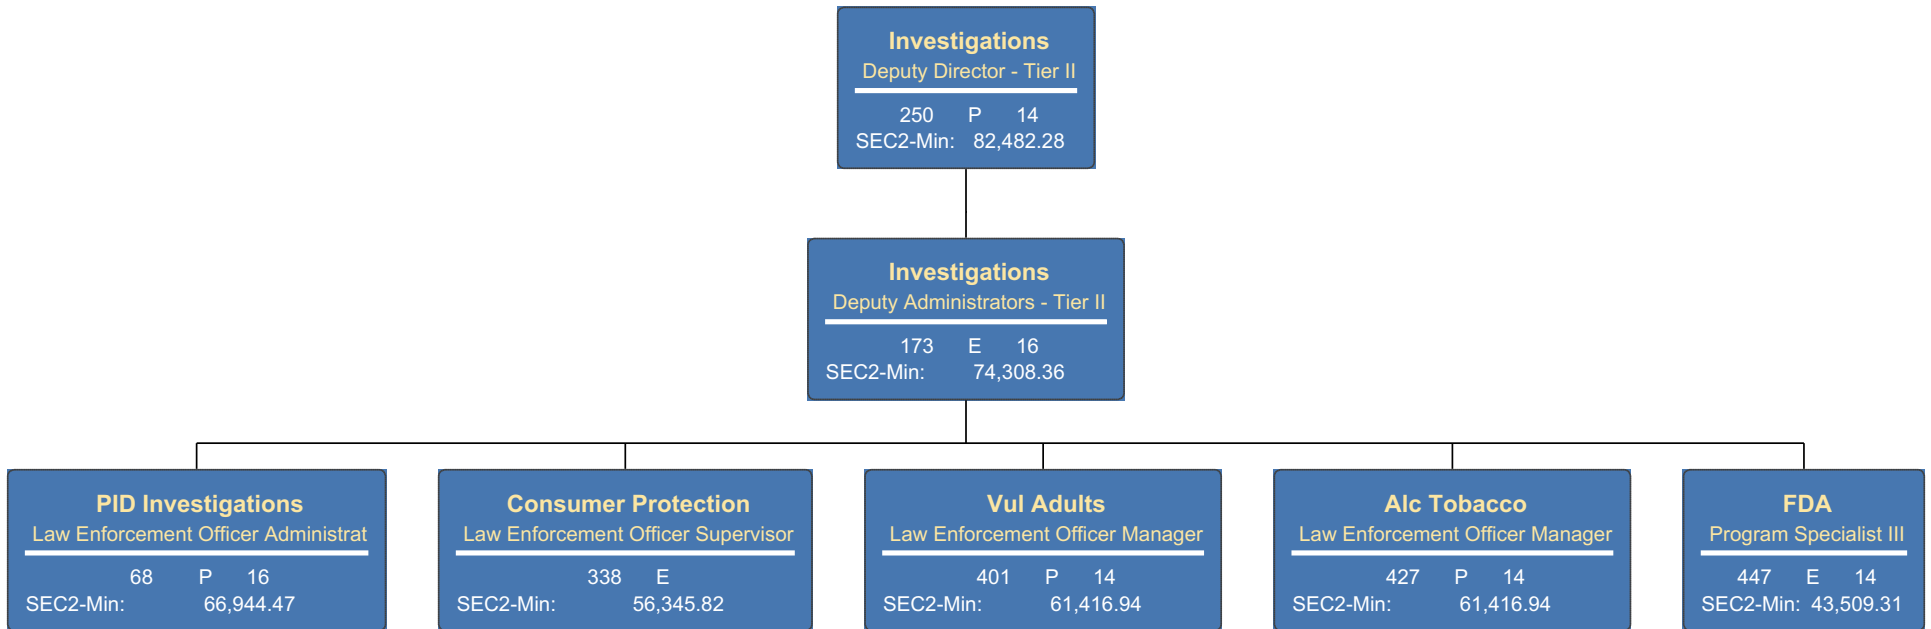 Investigations
Deputy Director - Tier II
250 P 14
SEC2-Min: 82,482.28
Investigations
Deputy Administrators - Tier II
173 E 16
SEC2-Min: 74,308.36
PID Investigations
Law Enforcement Officer Administrat
68 P 16
SEC2-Min: 66,944.47
Consumer Protection
Law Enforcement Officer Supervisor
338 E
SEC2-Min: 56,345.82
Vul Adults
Law Enforcement Officer Manager
401 P 14
SEC2-Min: 61,416.94
Alc Tobacco
Law Enforcement Officer Manager
427 P 14
SEC2-Min: 61,416.94
FDA
Program Specialist III
447 E 14
SEC2-Min: 43,509.31